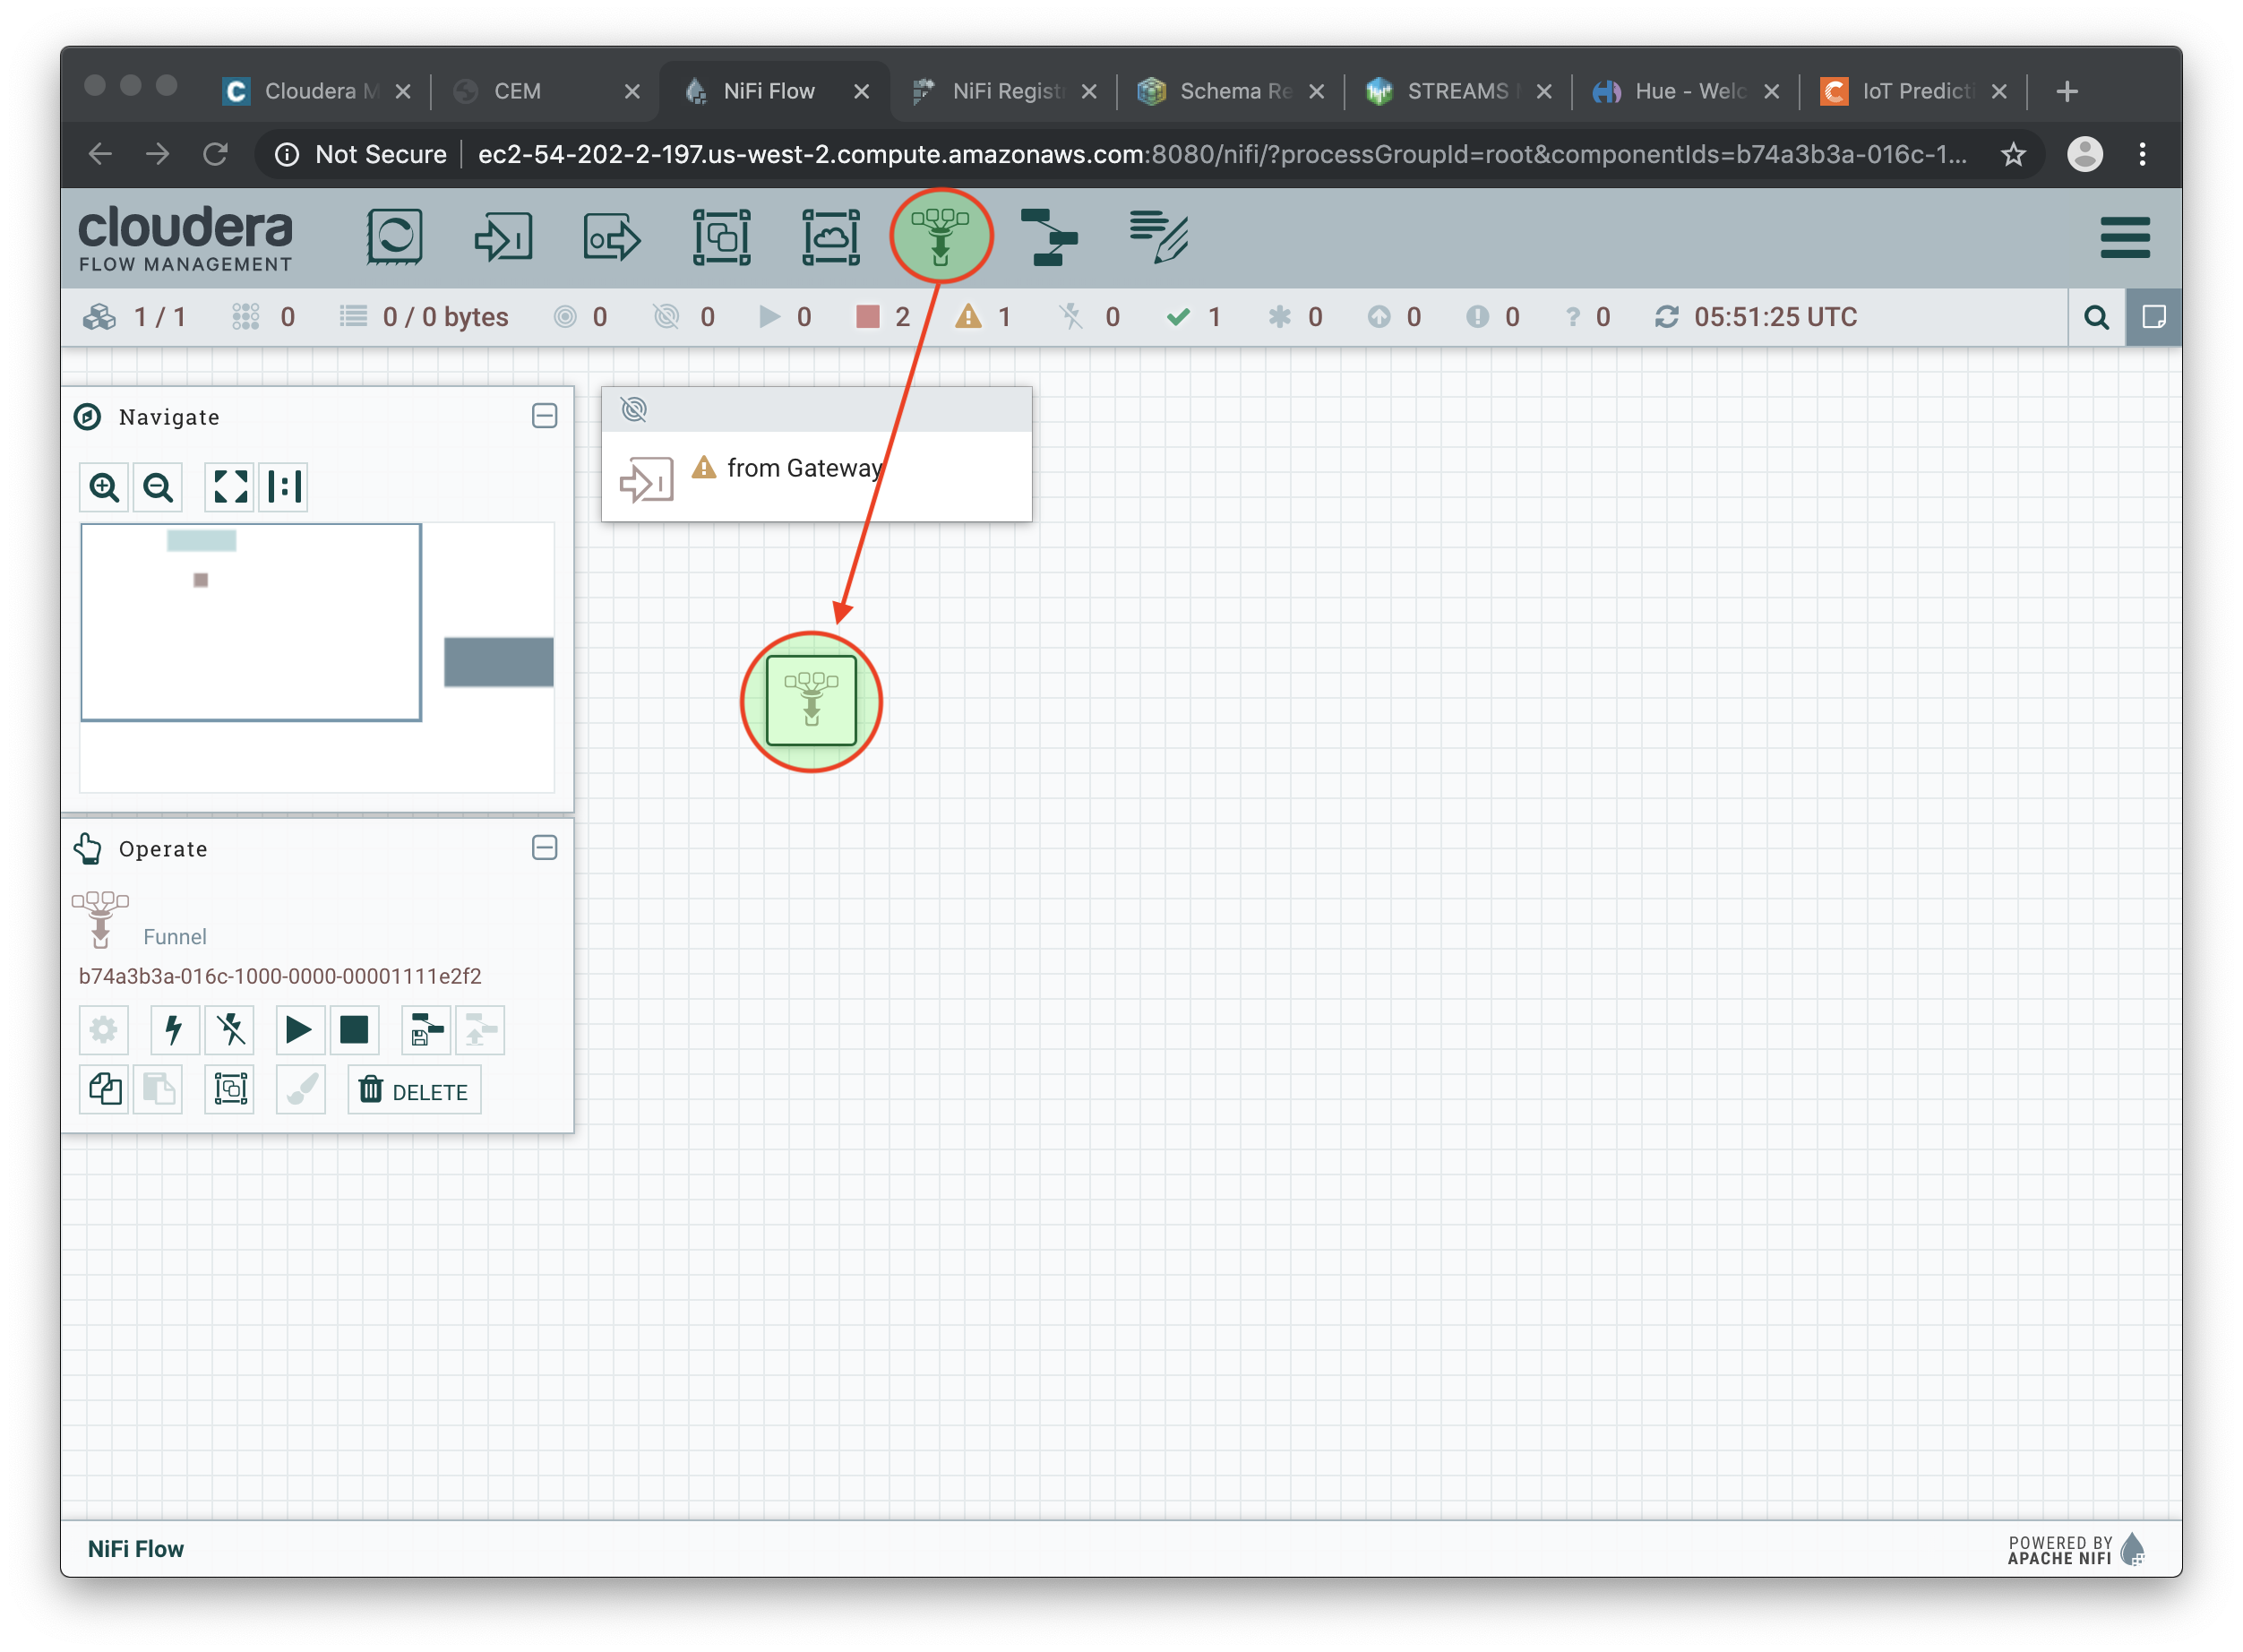 Cloudera M
CEM
NiFi Flow
NiFi Registr
Schema Re
STREAMS
Hue - Welc
IoT Predicti
Not Secure
ec2-54-202-2-197.us-west-2.compute.amazonaws.com:8080/nifi/?processGroupId=root&componentIds=b74a3b3a-016c-1...
cloudera
FLOW MANAGEMENT
1 / 1
0
0 / 0 bytes
0
0
0
2
1
0
1
0
0
0
? 0
05:51:25 UTC
Navigate
from Gateway
Operate
Funnel
b74a3b3a-016c-1000-0000-00001111e2f2
DELETE
NiFi Flow
POWERED BY
APACHE NIFI